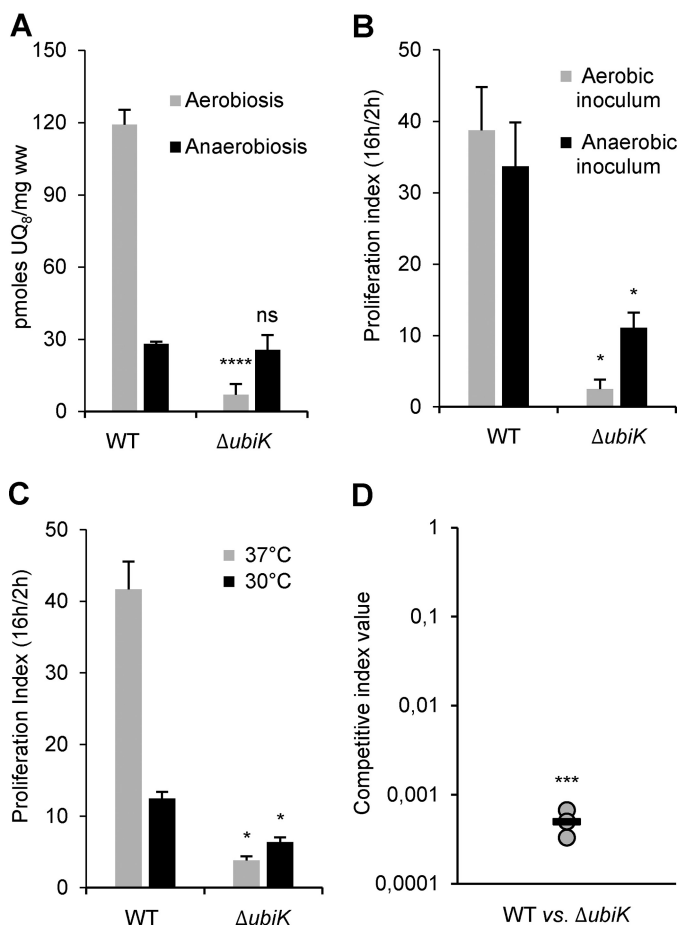 A
pmoles UQ₈/mg ww
150
120
90
60
30
0
Aerobiosis
Anaerobiosis
****
ns
WT
ΔubiK
B
Proliferation index (16h/2h)
50
40
30
20
10
0
Aerobic
inoculum
Anaerobic
inoculum
*
*
WT
ΔubiK
C
Proliferation Index (16h/2h)
50
40
30
20
10
0
37°C
30°C
*
*
WT
ΔubiK
D
Competitive index value
1
0,1
0,01
0,001
0,0001
***
WT vs. ΔubiK